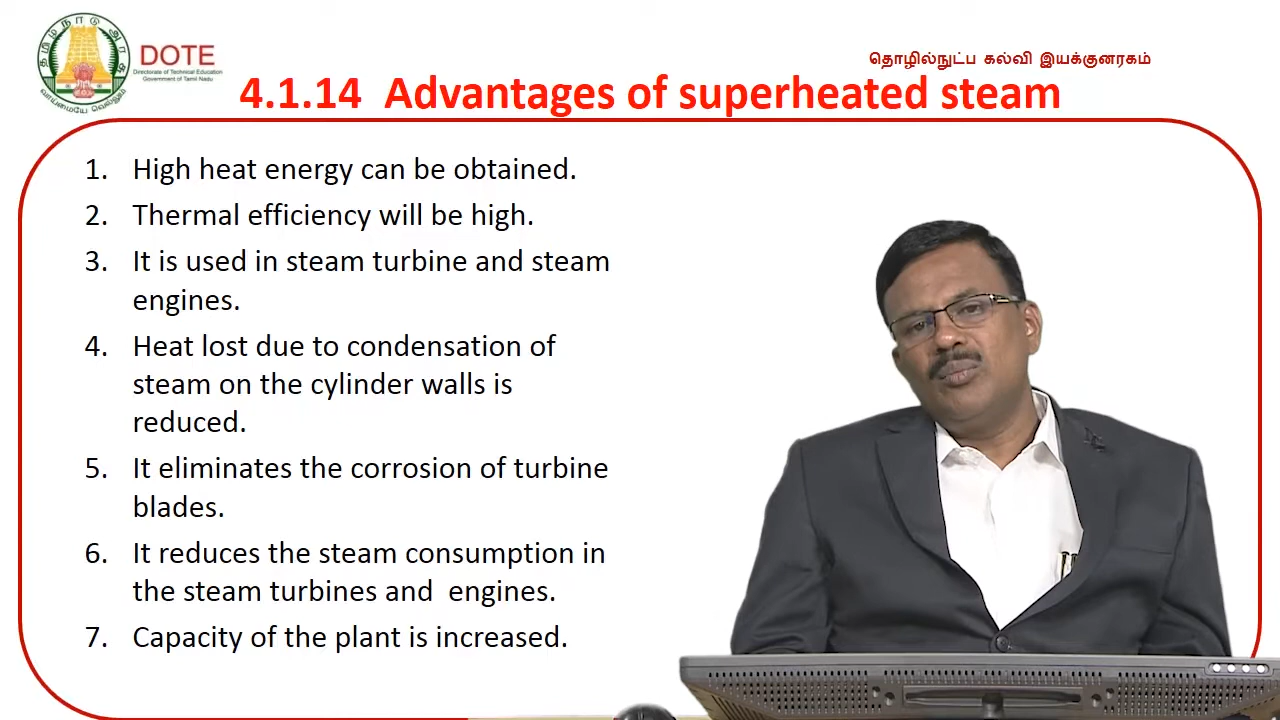 தமிழ் நாடு அரசு
வாய்மையே வெல்லும்
DOTE
Directorate of Technical Education
Government of Tamil Nadu
தொழில்நுட்ப கல்வி இயக்குனரகம்
4.1.14 Advantages of superheated steam
1. High heat energy can be obtained.
2. Thermal efficiency will be high.
3. It is used in steam turbine and steam
engines.
4. Heat lost due to condensation of
steam on the cylinder walls is
reduced.
5. It eliminates the corrosion of turbine
blades.
6. It reduces the steam consumption in
the steam turbines and engines.
7. Capacity of the plant is increased.